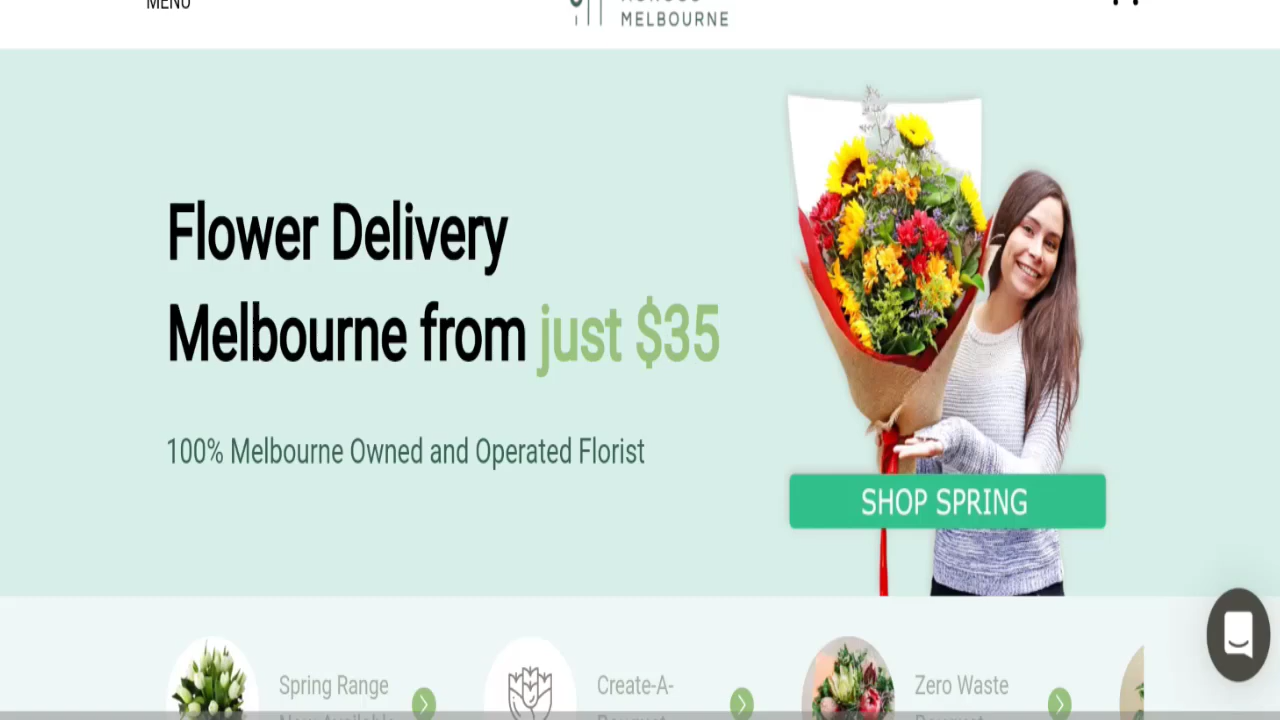 MENU
MELBOURNE
Flower Delivery
Melbourne from just $35
100% Melbourne Owned and Operated Florist
SHOP SPRING
Spring Range
Create-A-
Zero Waste